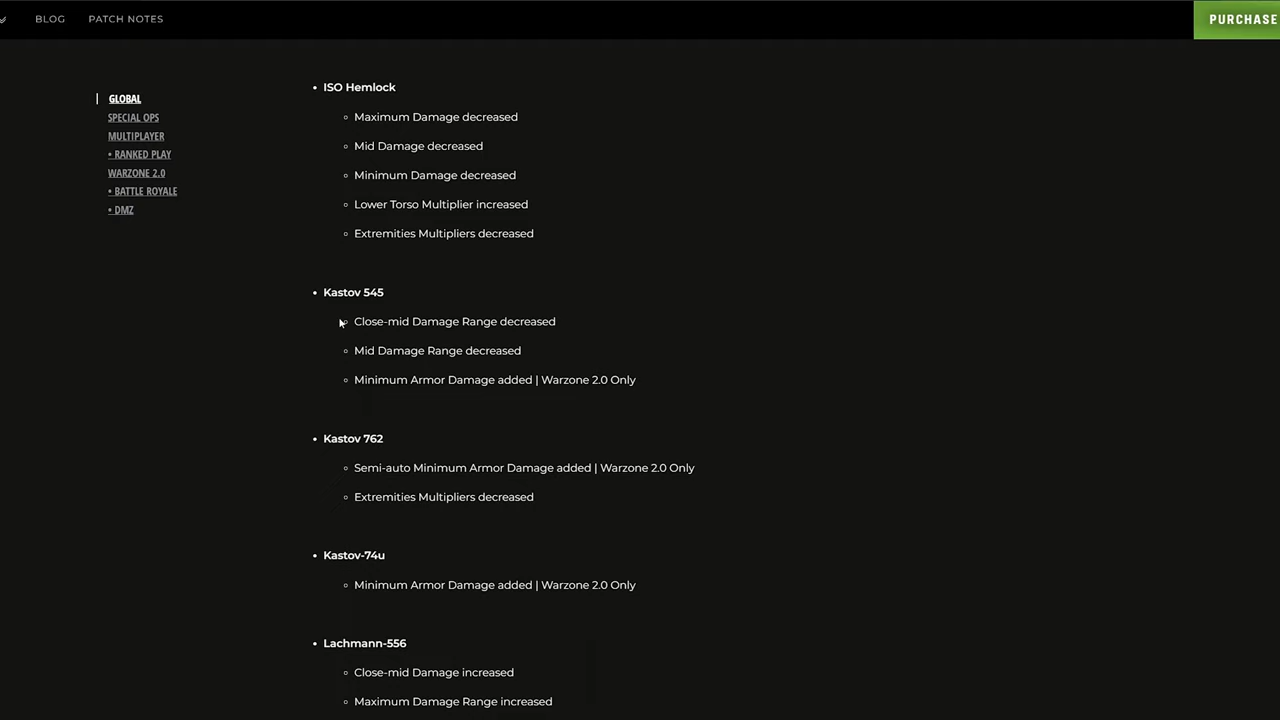 BLOG
PATCH NOTES
PURCHASE
GLOBAL
SPECIAL OPS
MULTIPLAYER
• RANKED PLAY
WARZONE 2.0
• BATTLE ROYALE
• DMZ
• ISO Hemlock
◦ Maximum Damage decreased
◦ Mid Damage decreased
◦ Minimum Damage decreased
◦ Lower Torso Multiplier increased
◦ Extremities Multipliers decreased
• Kastov 545
◦ Close-mid Damage Range decreased
◦ Mid Damage Range decreased
◦ Minimum Armor Damage added | Warzone 2.0 Only
• Kastov 762
◦ Semi-auto Minimum Armor Damage added | Warzone 2.0 Only
◦ Extremities Multipliers decreased
• Kastov-74u
◦ Minimum Armor Damage added | Warzone 2.0 Only
• Lachmann-556
◦ Close-mid Damage increased
◦ Maximum Damage Range increased